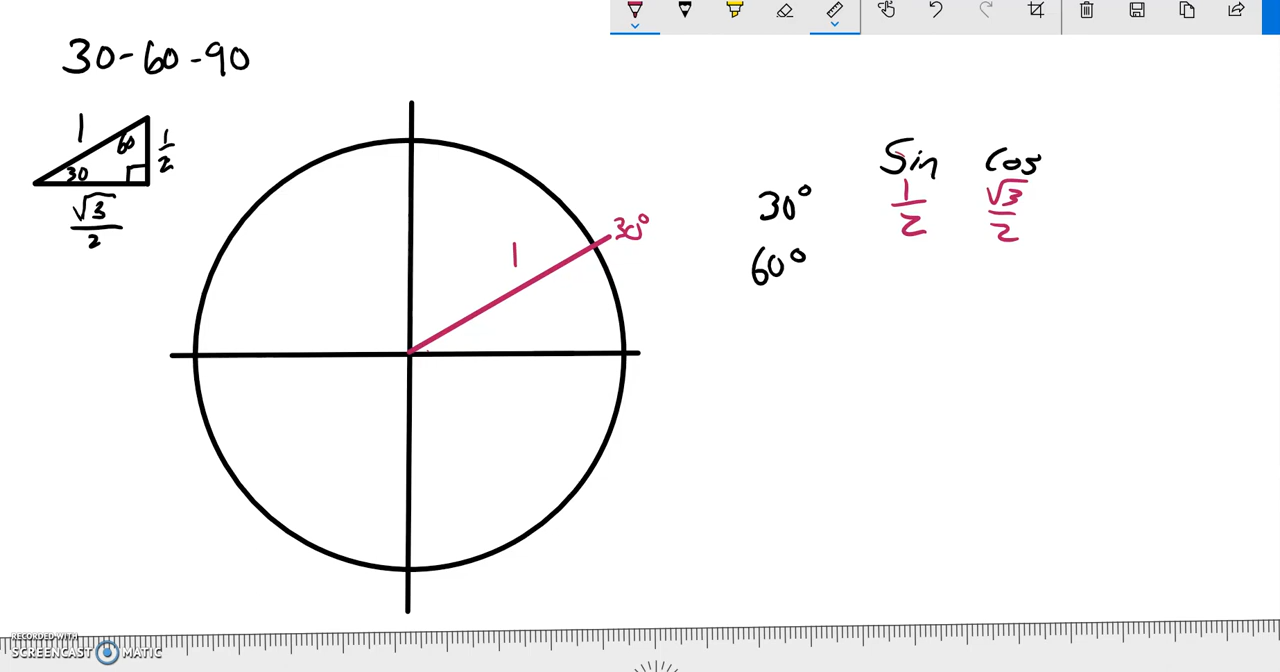 30-60-90
1
60
1/2
30
√3/2
1
30°
Sin Cos
30° 1/2 √3/2
60°
RECORDED WITH
SCREENCAST MATIC